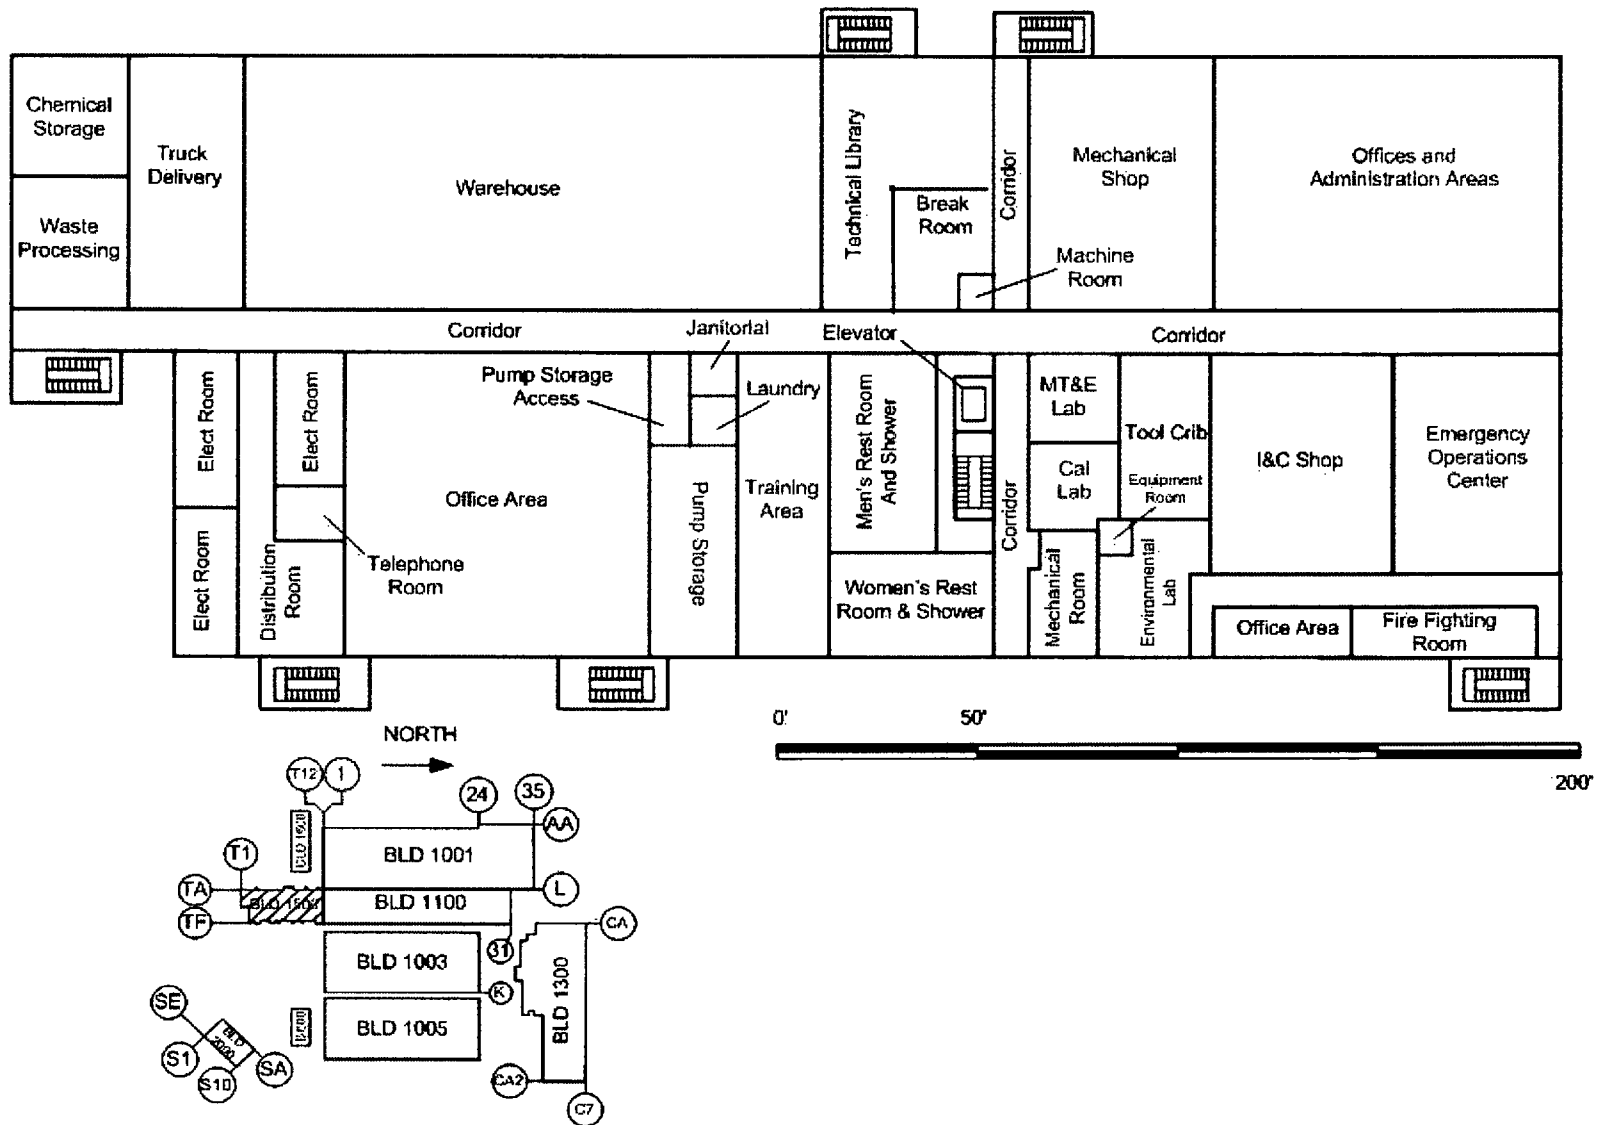 Chemical
Storage
Truck
Delivery
Waste
Processing
Warehouse
Technical Library
Break
Room
Corridor
Mechanical
Shop
Machine
Room
Offices and
Administration Areas
Corridor
Janitorial
Elevator
Corridor
Elect Room
Elect Room
Elect Room
Distribution
Room
Telephone
Room
Office Area
Pump Storage
Access
Laundry
Pump Storage
Training
Area
Men's Rest Room
And Shower
Women's Rest
Room & Shower
Corridor
MT&E
Lab
Cal
Lab
Tool Crib
Equipment
Room
Mechanical
Room
Environmental
Lab
I&C Shop
Emergency
Operations
Center
Office Area
Fire Fighting
Room
0'
50'
200'
NORTH
T12
1
24
35
AA
BLD 1001
T1
TA
L
BLD 1100
TF
CA
31
BLD 1003
K
BLD 1300
SE
BLD 1005
BLD
2000
S1
SA
S10
CA2
C7